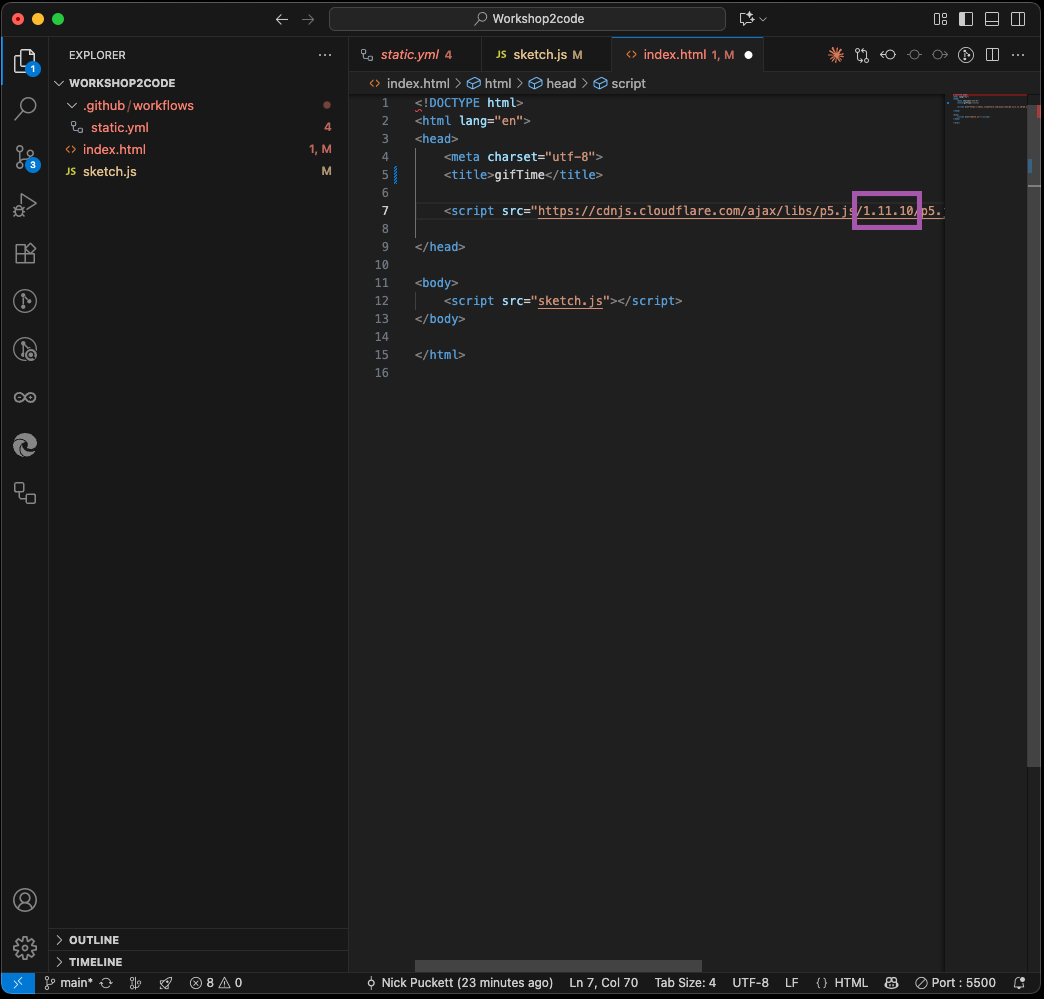 Workshop2code
EXPLORER
static.yml 4
JS sketch.js M
index.html 1, M
WORKSHOP2CODE
index.html > html > head > script
.github/workflows
static.yml 4
index.html 1, M
JS sketch.js M
1 <!DOCTYPE html>
2 <html lang="en">
3 <head>
4 <meta charset="utf-8">
5 <title>gifTime</title>
6
7 <script src="https://cdnjs.cloudflare.com/ajax/libs/p5.js/1.11.10/p5.
8
9 </head>
10
11 <body>
12 <script src="sketch.js"></script>
13 </body>
14
15 </html>
16
1
3
OUTLINE
TIMELINE
main* 8 0 Nick Puckett (23 minutes ago) Ln 7, Col 70 Tab Size: 4 UTF-8 LF {} HTML Port : 5500